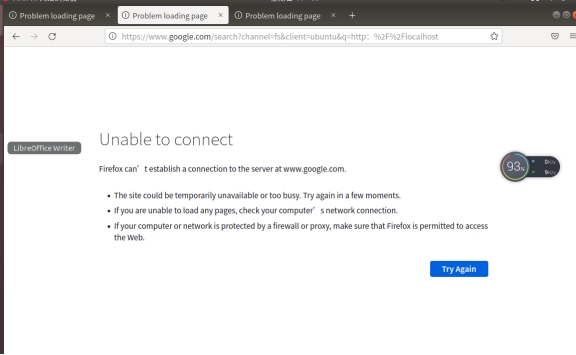 Problem loading page × Problem loading page × Problem loading page × +
https://www.google.com/search?channel=fs&client=ubuntu&q=http: %2F%2Flocalhost
Unable to connect
LibreOffice Writer
Firefox can' t establish a connection to the server at www.google.com.
93%
• The site could be temporarily unavailable or too busy. Try again in a few moments.
• If you are unable to load any pages, check your computer' s network connection.
• If your computer or network is protected by a firewall or proxy, make sure that Firefox is permitted to access
the Web.
Try Again